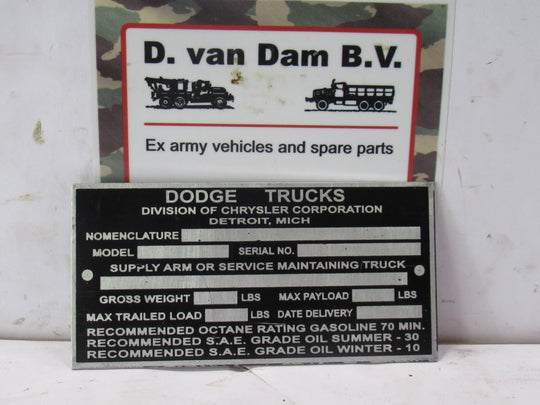 D. van Dam B.V.
Ex army vehicles and spare parts
DODGE TRUCKS
DIVISION OF CHRYSLER CORPORATION
DETROIT, MICH
NOMENCLATURE
MODEL SERIAL NO.
SUPPLY ARM OR SERVICE MAINTAINING TRUCK
GROSS WEIGHT LBS MAX PAYLOAD LBS
MAX TRAILED LOAD LBS DATE DELIVERY
RECOMMENDED OCTANE RATING GASOLINE 70 MIN.
RECOMMENDED S.A.E. GRADE OIL SUMMER - 30
RECOMMENDED S.A.E. GRADE OIL WINTER - 10